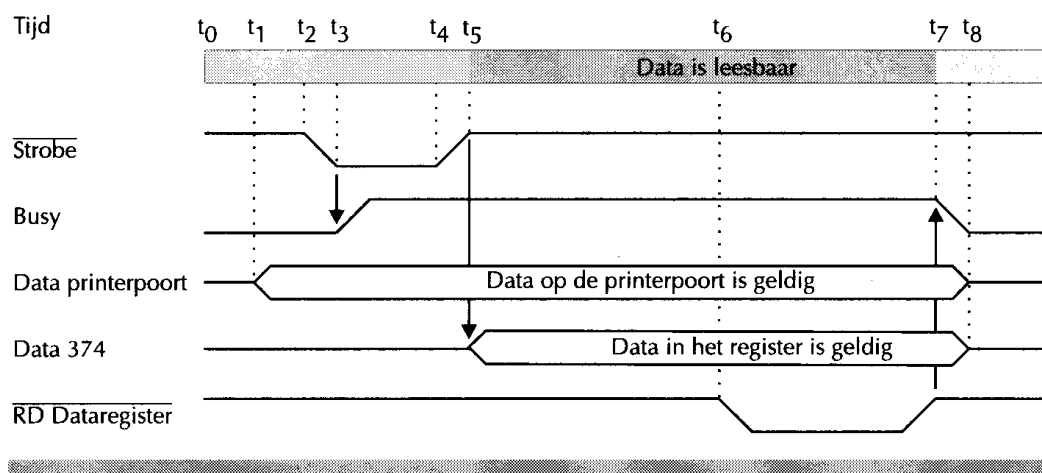 Tijd t0 t1 t2 t3 t4 t5 t6 t7 t8
Data is leesbaar
Strobe
Busy
Data printerpoort Data op de printerpoort is geldig
Data 374 Data in het register is geldig
RD Dataregister